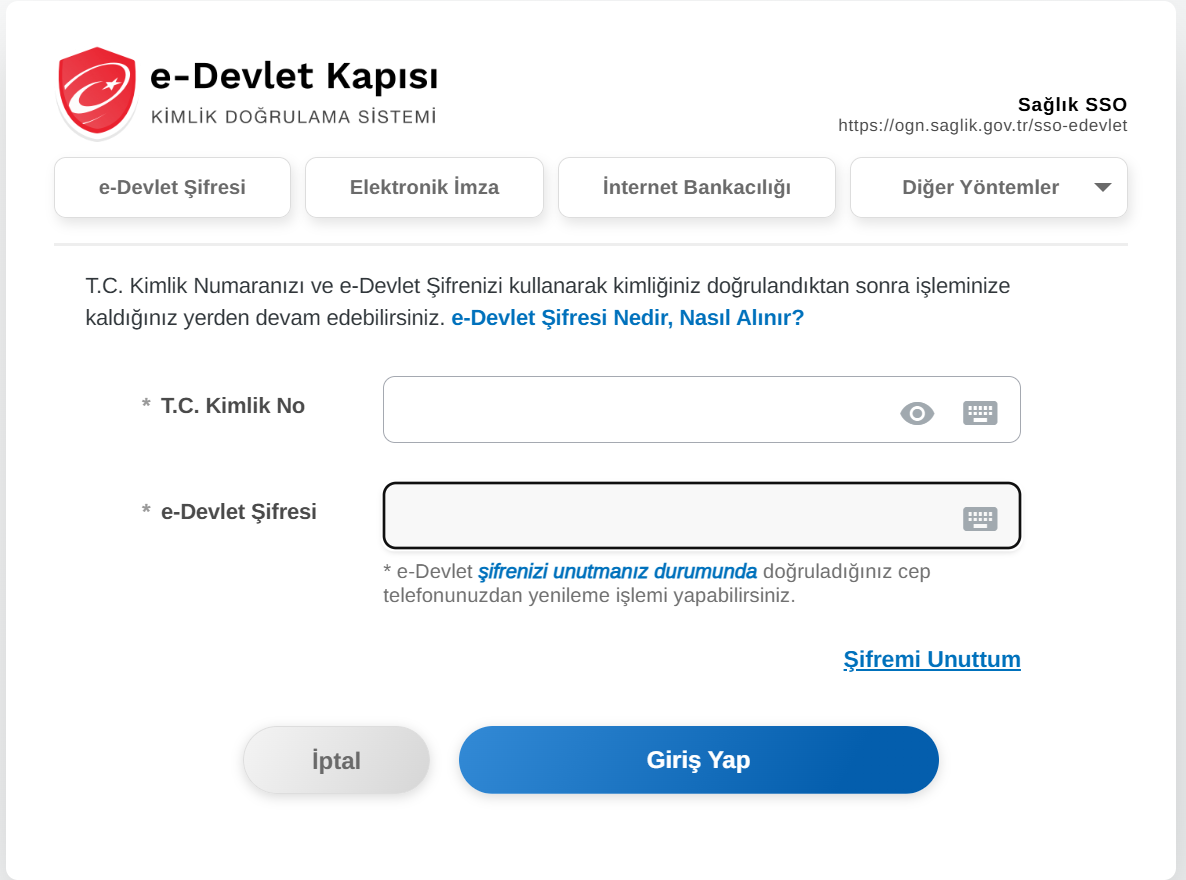 e-Devlet Kapısı
KİMLİK DOĞRULAMA SİSTEMİ
Sağlık SSO
https://ogn.saglik.gov.tr/sso-edevlet
e-Devlet Şifresi
Elektronik İmza
İnternet Bankacılığı
Diğer Yöntemler
T.C. Kimlik Numaranızı ve e-Devlet Şifrenizi kullanarak kimliğiniz doğrulandıktan sonra işleminize
kaldığınız yerden devam edebilirsiniz. e-Devlet Şifresi Nedir, Nasıl Alınır?
* T.C. Kimlik No
* e-Devlet Şifresi
* e-Devlet şifrenizi unutmanız durumunda doğruladığınız cep
telefonunuzdan yenileme işlemi yapabilirsiniz.
Şifremi Unuttum
İptal
Giriş Yap